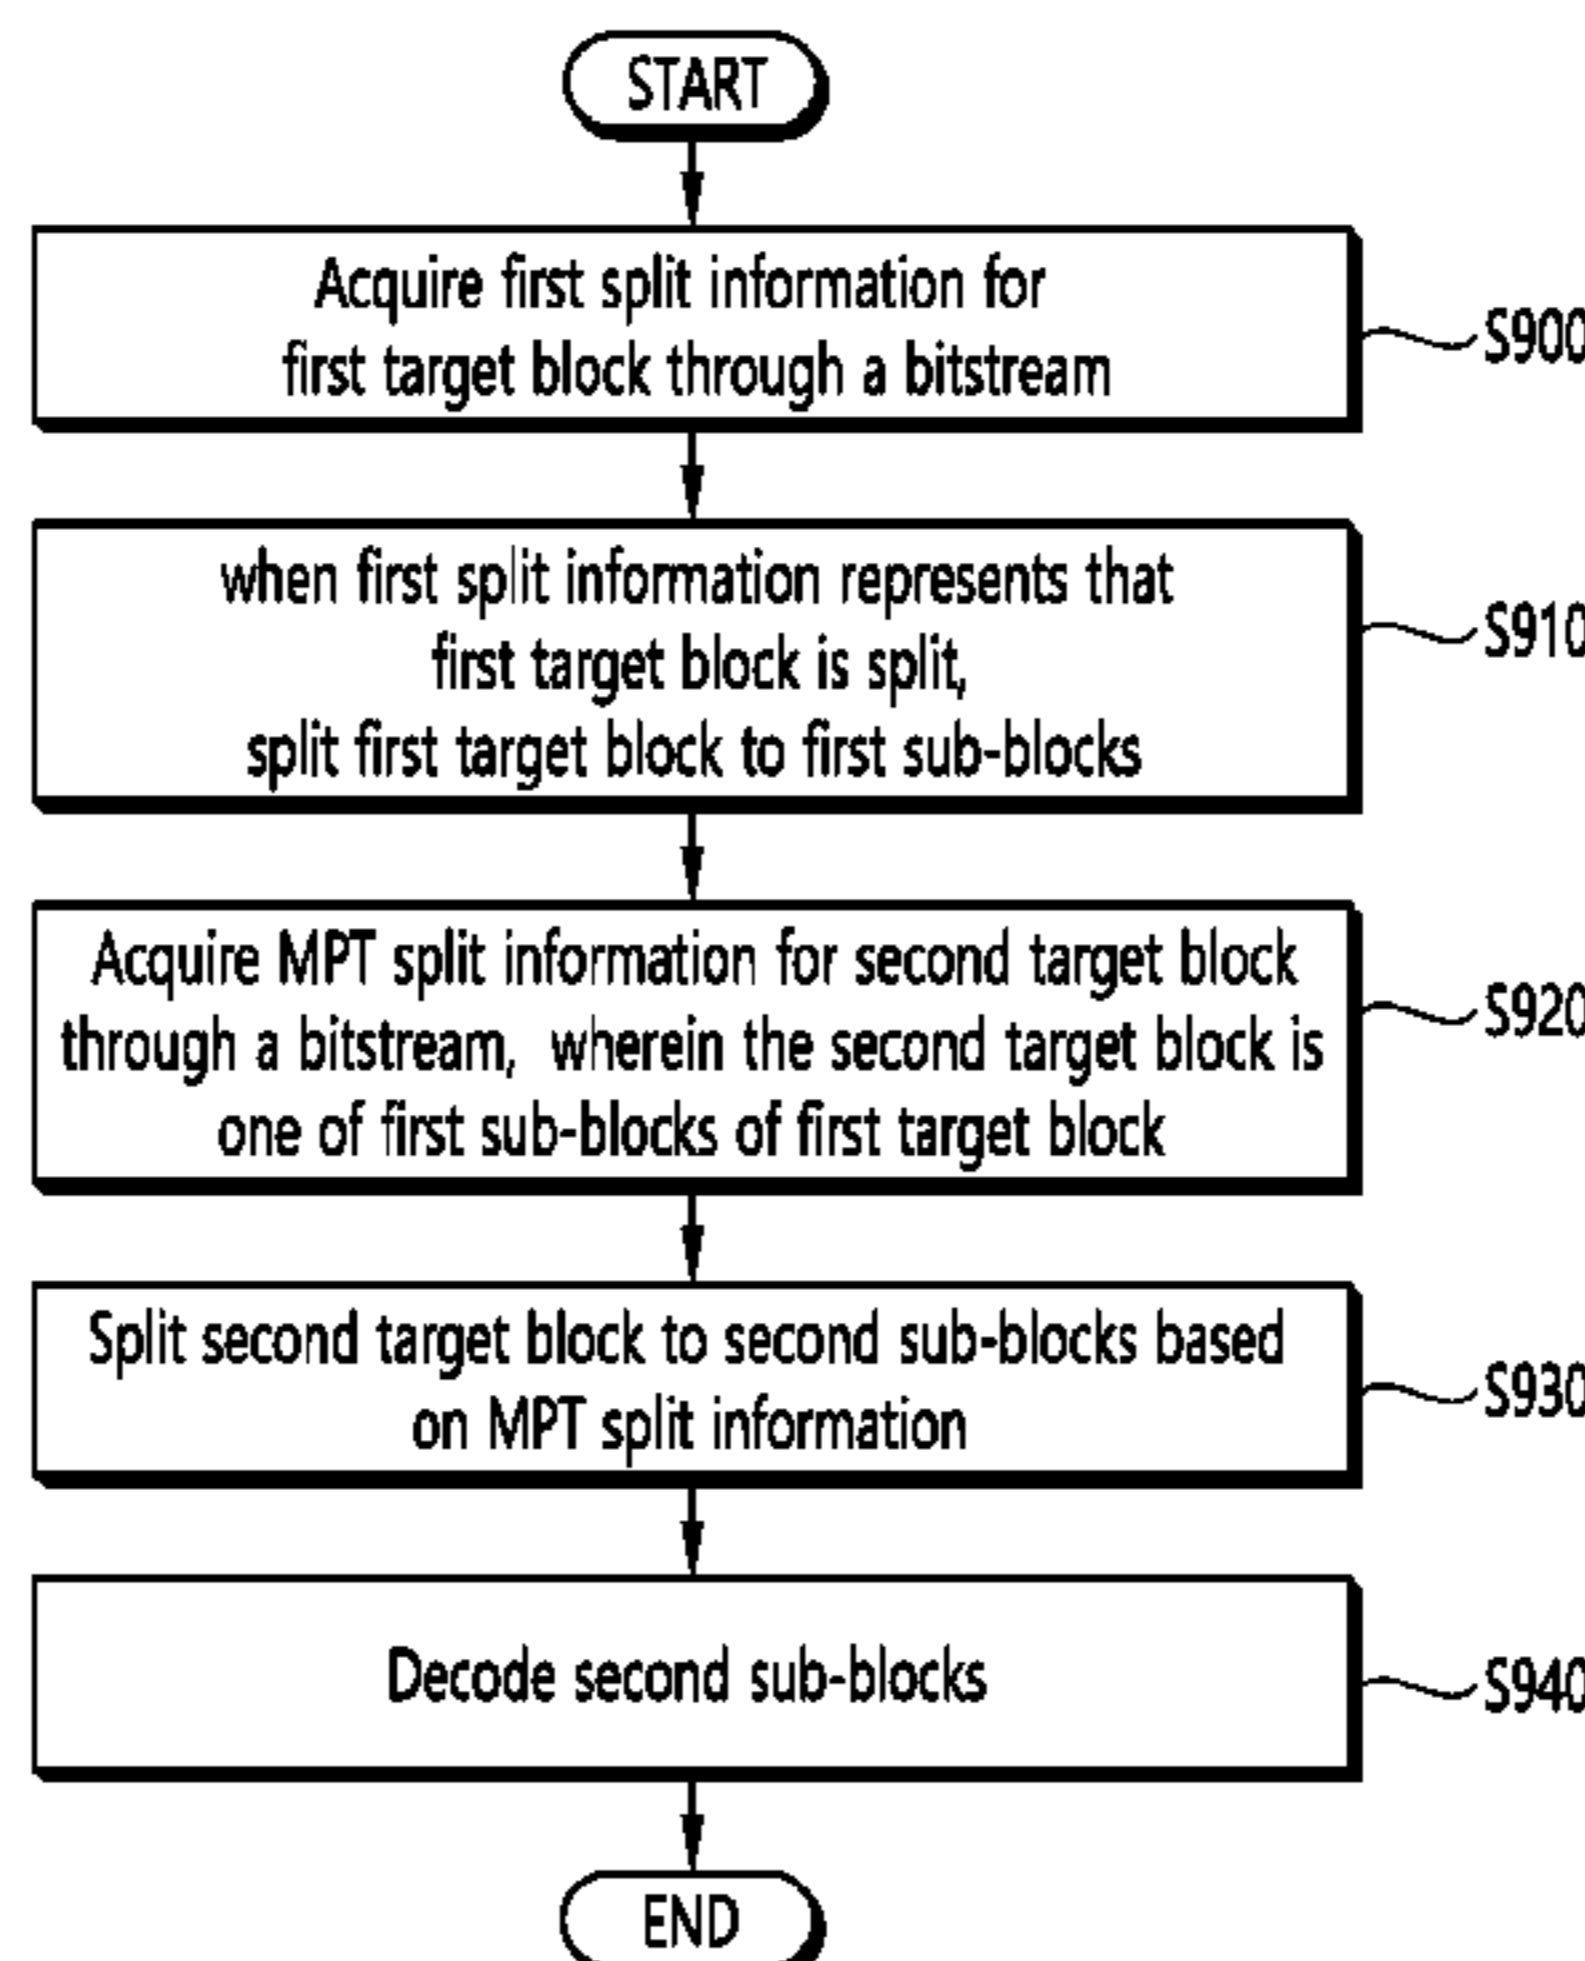 START
Acquire first split information for
first target block through a bitstream
S900
when first split information represents that
first target block is split,
split first target block to first sub-blocks
S910
Acquire MPT split information for second target block
through a bitstream, wherein the second target block is
one of first sub-blocks of first target block
S920
Split second target block to second sub-blocks based
on MPT split information
S930
Decode second sub-blocks
S940
END